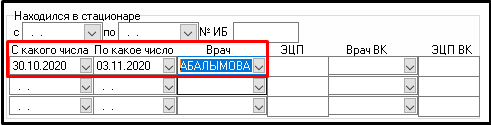 Находился в стационаре
с . . по . . № ИБ
С какого числа По какое число Врач ЭЦП Врач ВК ЭЦП ВК
30.10.2020 03.11.2020 АБАЛЫМОВА
. . . .
. . . .